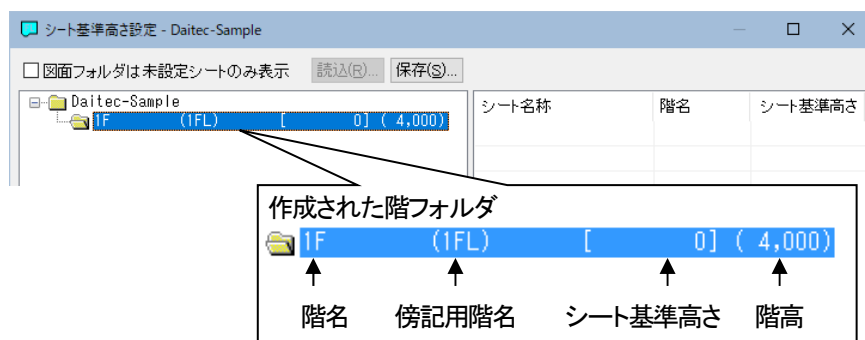 シート基準高さ設定 - Daitec-Sample
図面フォルダは未設定シートのみ表示 読込(R)... 保存(S)...
Daitec-Sample
1F (1FL) [ 0] ( 4,000)
シート名称 階名 シート基準高さ
作成された階フォルダ
1F (1FL) [ 0] ( 4,000)
階名 傍記用階名 シート基準高さ 階高